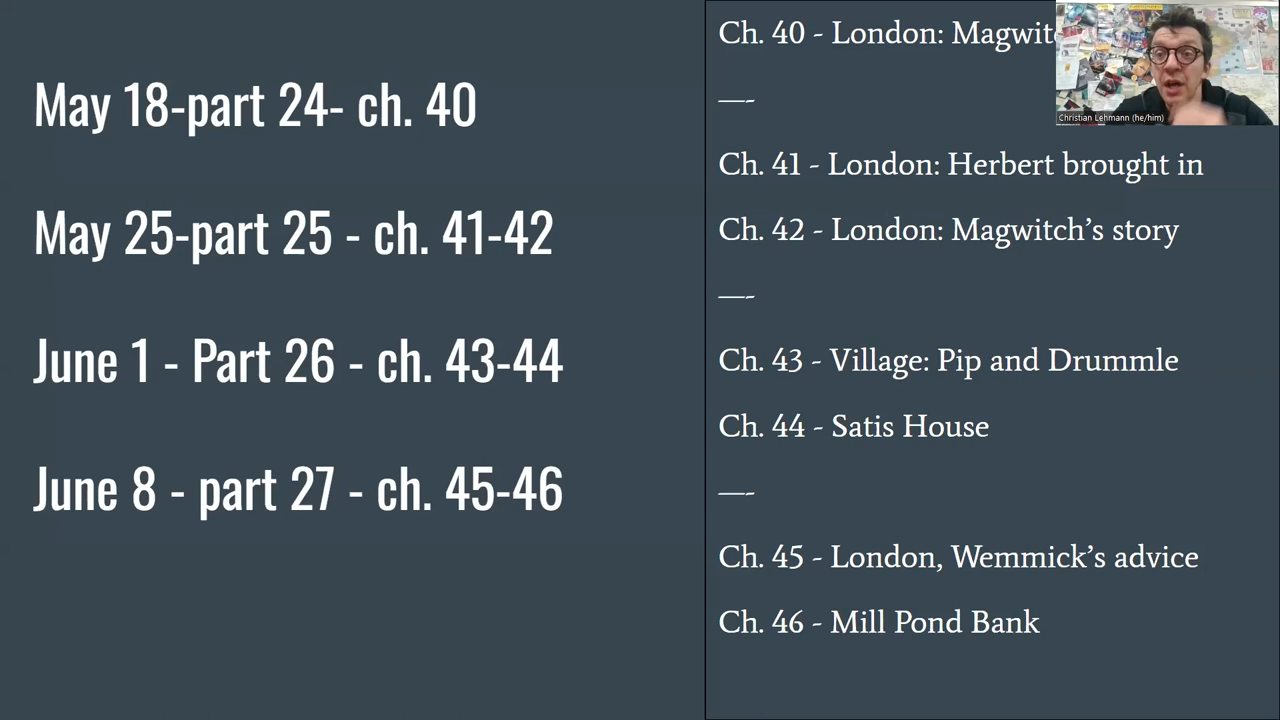 May 18-part 24- ch. 40
May 25-part 25 - ch. 41-42
June 1 - Part 26 - ch. 43-44
June 8 - part 27 - ch. 45-46
Ch. 40 - London:
—-
Ch. 41 - London: Herbert brought in
Ch. 42 - London: Magwitch’s story
—-
Ch. 43 - Village: Pip and Drummle
Ch. 44 - Satis House
—-
Ch. 45 - London, Wemmick’s advice
Ch. 46 - Mill Pond Bank
Christian Lehmann (he/him)